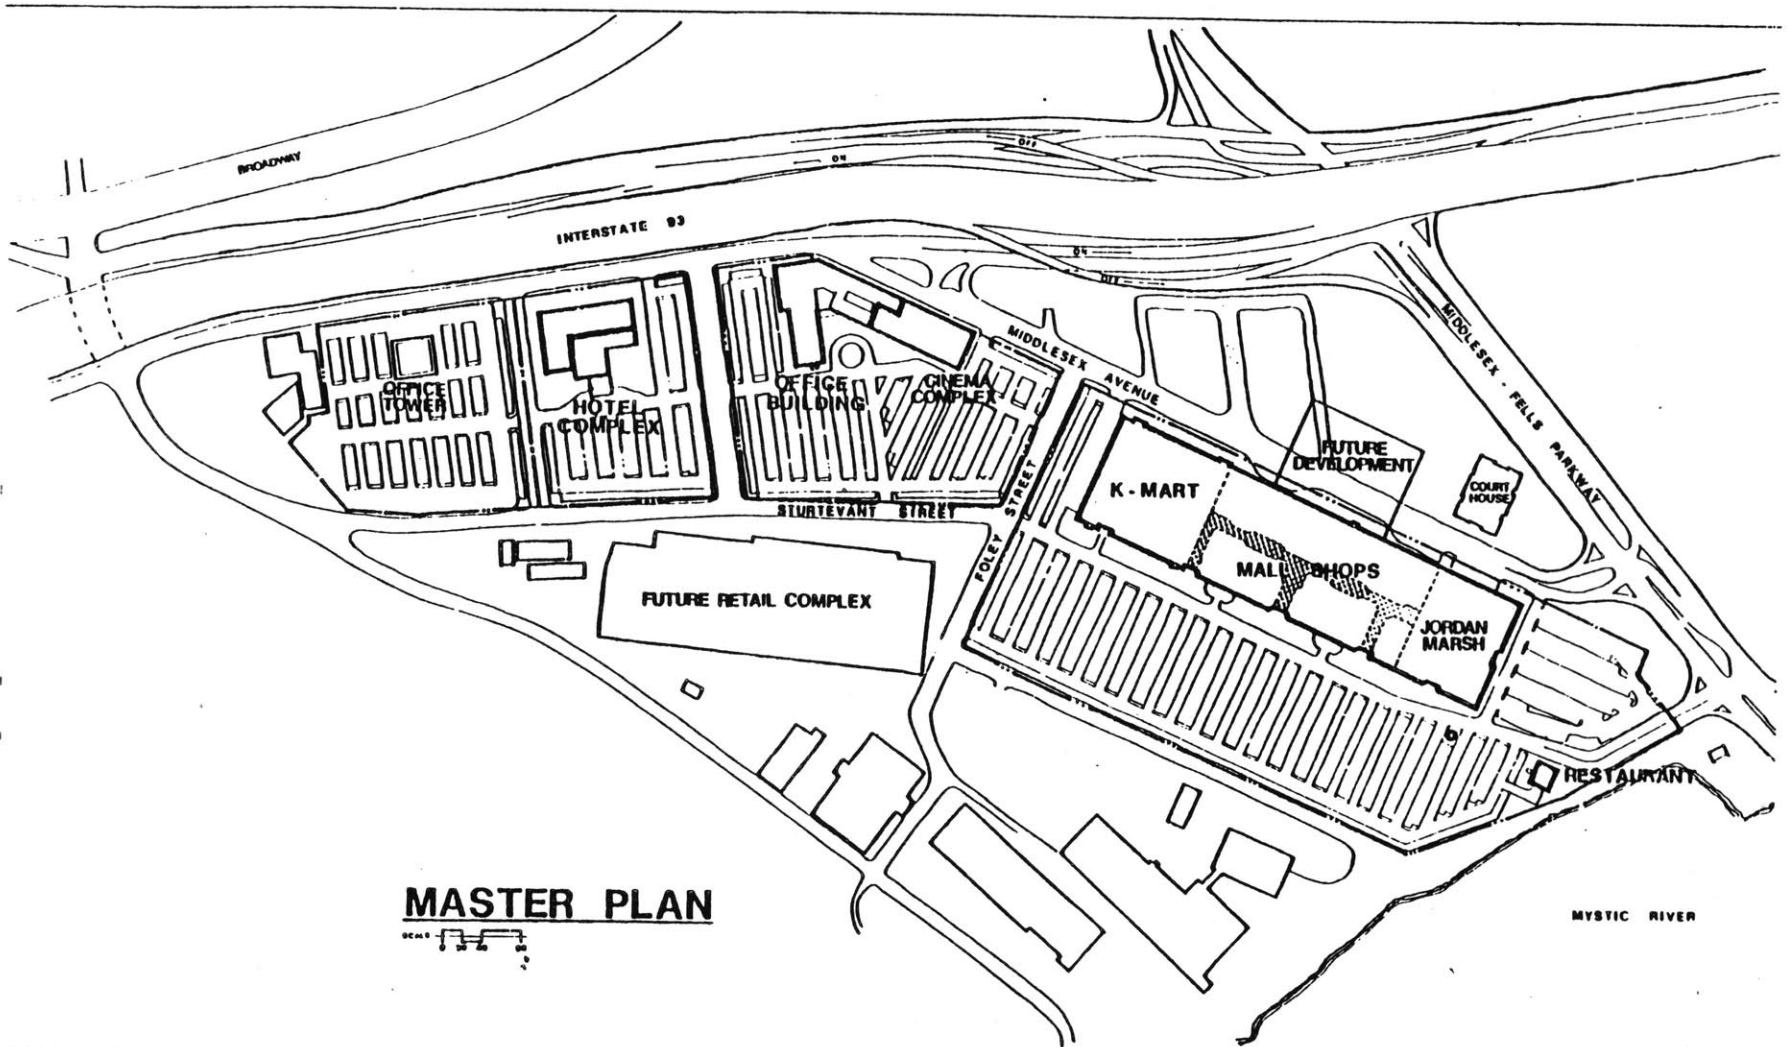 BROADWAY
ON
OFF
INTERSTATE 93
ON
OFF
MIDDLESEX - FELLS PARKWAY
MIDDLESEX AVENUE
OFFICE
TOWER
HOTEL
COMPLEX
OFFICE
BUILDING
CINEMA
COMPLEX
FUTURE
DEVELOPMENT
COURT
HOUSE
K-MART
STURTEVANT STREET
FOLEY STREET
MALL SHOPS
FUTURE RETAIL COMPLEX
JORDAN
MARSH
RESTAURANT
MASTER PLAN
SCALE
0
MYSTIC RIVER